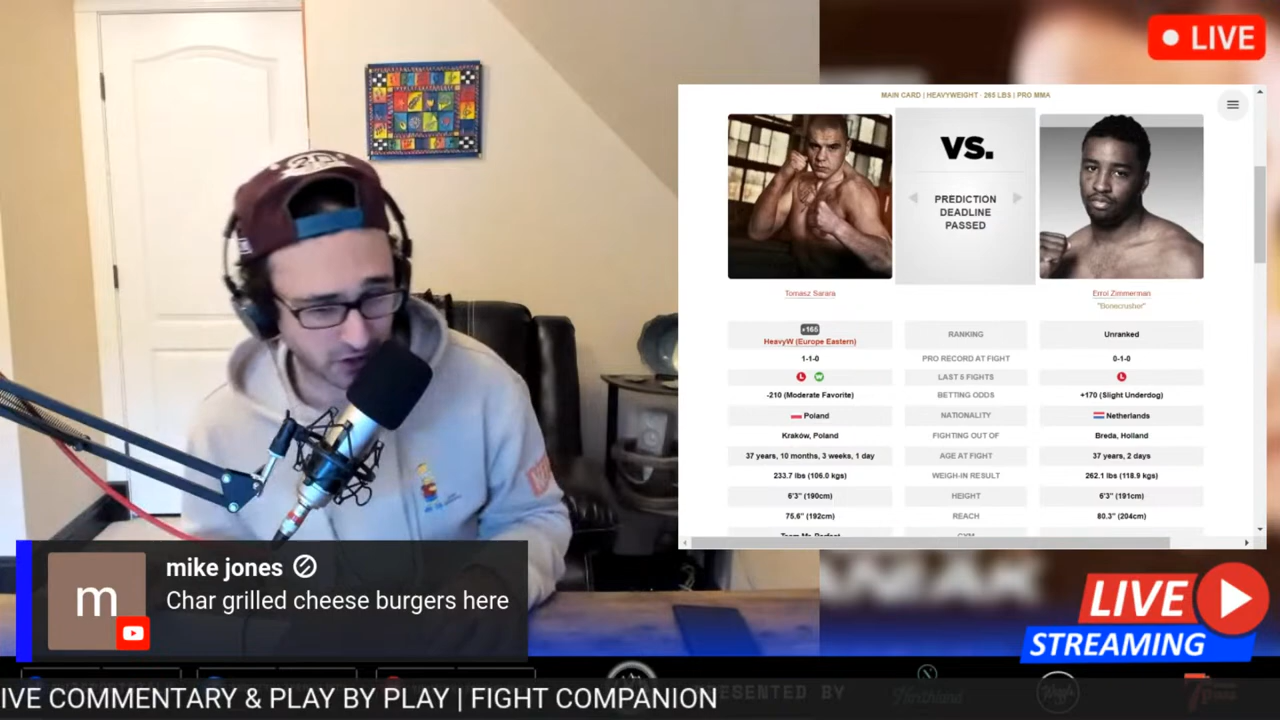 LIVE
MAIN CARD | HEAVYWEIGHT · 265 LBS | PRO MMA
VS.
PREDICTION
DEADLINE
PASSED
Tomasz Sarara
Errol Zimmerman
"Bonecrusher"
+165
HeavyW (Europe Eastern)
RANKING
Unranked
1-1-0
PRO RECORD AT FIGHT
0-1-0
L W
LAST 5 FIGHTS
L
-210 (Moderate Favorite)
BETTING ODDS
+170 (Slight Underdog)
Poland
NATIONALITY
Netherlands
Kraków, Poland
FIGHTING OUT OF
Breda, Holland
37 years, 10 months, 3 weeks, 1 day
AGE AT FIGHT
37 years, 2 days
233.7 lbs (106.0 kgs)
WEIGH-IN RESULT
262.1 lbs (118.9 kgs)
6'3" (190cm)
HEIGHT
6'3" (191cm)
75.6" (192cm)
REACH
80.3" (204cm)
m
mike jones
Char grilled cheese burgers here
LIVE
STREAMING
PRESENTED BY
Northland
IVE COMMENTARY & PLAY BY PLAY | FIGHT COMPANION